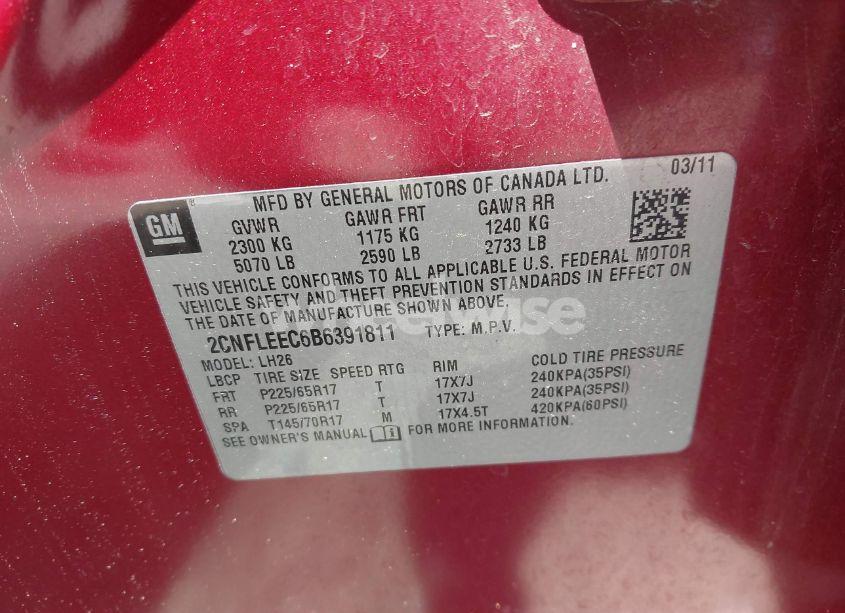 03/11
MFD BY GENERAL MOTORS OF CANADA LTD.
GM
GVWR GAWR FRT GAWR RR
2300 KG 1175 KG 1240 KG
5070 LB 2590 LB 2733 LB
THIS VEHICLE CONFORMS TO ALL APPLICABLE U.S. FEDERAL MOTOR
VEHICLE SAFETY AND THEFT PREVENTION STANDARDS IN EFFECT ON
THE DATE OF MANUFACTURE SHOWN ABOVE.
2CNFLEEC6B6391811 TYPE: M.P.V.
MODEL: LH26
LBCP TIRE SIZE SPEED RTG RIM COLD TIRE PRESSURE
FRT P225/65R17 T 17X7J 240KPA(35PSI)
RR P225/65R17 T 17X7J 240KPA(35PSI)
SPA T145/70R17 M 17X4.5T 420KPA(60PSI)
SEE OWNER'S MANUAL FOR MORE INFORMATION.